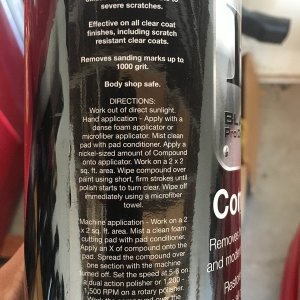 severe scratches.
Effective on all clear coat
finishes, including scratch
resistant clear coats.
Removes sanding marks up to
1000 grit.
Body shop safe.
DIRECTIONS:
Work out of direct sunlight.
Hand application - Apply with a
dense foam applicator or
microfiber applicator. Mist clean
pad with pad conditioner. Apply a
nickel-sized amount of Compound
onto applicator. Work on a 2 x 2
sq. ft. area. Wipe compound over
paint using short, firm strokes until
polish starts to turn clear. Wipe off
immediately using a microfiber
towel.
Machine application - Work on a 2
x 2 sq. ft. area. Mist a clean foam
cutting pad with pad conditioner.
Apply an X of compound onto the
pad. Spread the compound over
one section with the machine
turned off. Set the speed at 5-6 on
a dual action polisher or 1,200 -
1,500 RPM on a rotary polisher.
Work the compound over the
Removes
and